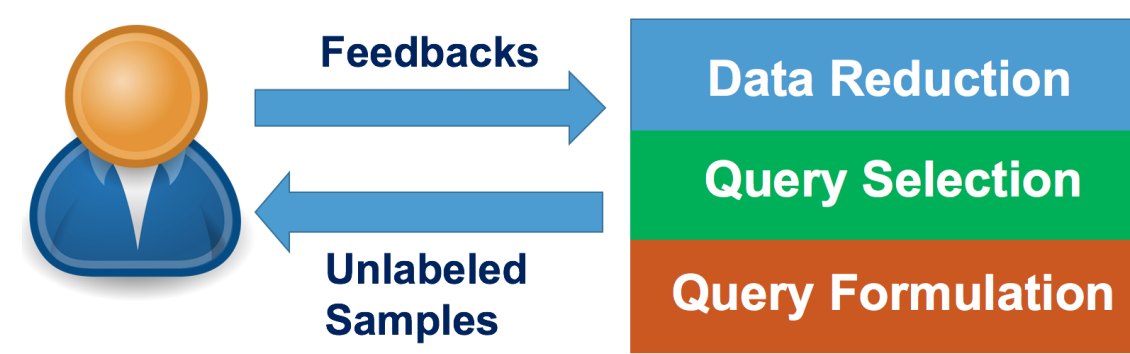 Feedbacks
Unlabeled
Samples
Data Reduction
Query Selection
Query Formulation